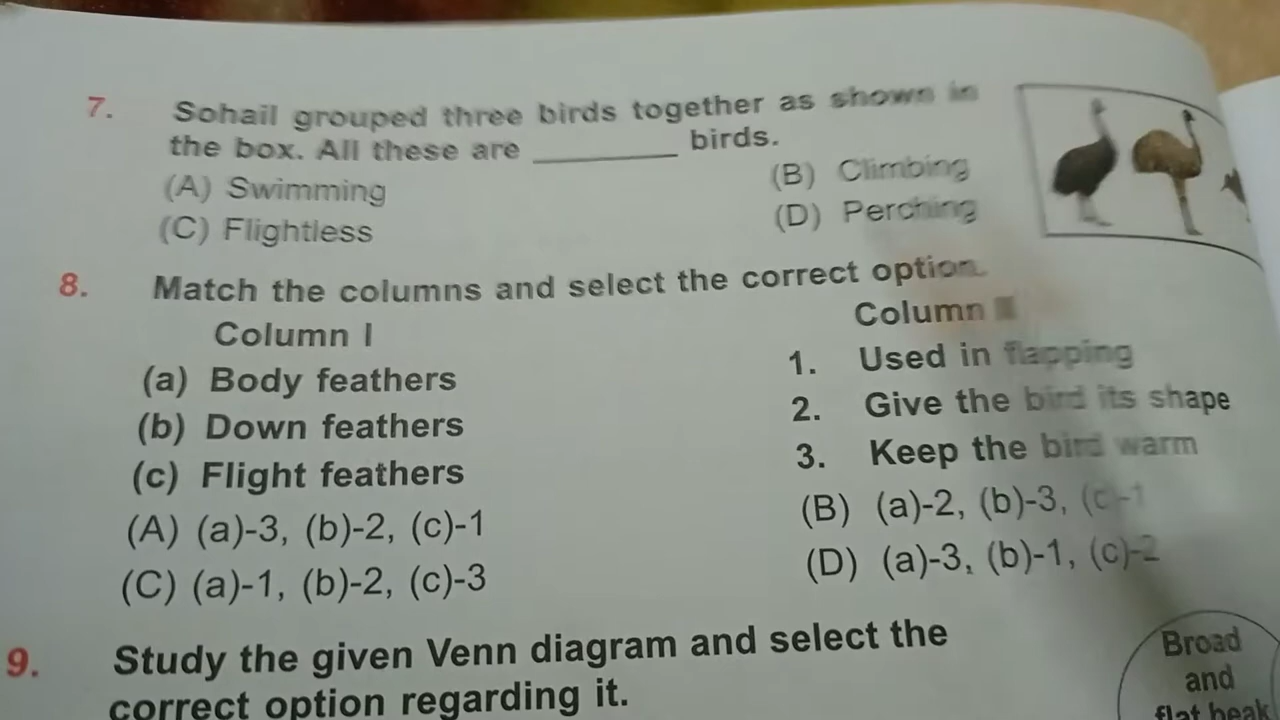 7. Sohail grouped three birds together as shown in
the box. All these are ________ birds.
(A) Swimming (B) Climbing
(C) Flightless (D) Perching
8. Match the columns and select the correct option.
Column I Column
(a) Body feathers 1. Used in flapping
(b) Down feathers 2. Give the bird its shape
(c) Flight feathers 3. Keep the bird warm
(A) (a)-3, (b)-2, (c)-1 (B) (a)-2, (b)-3, (c)-1
(C) (a)-1, (b)-2, (c)-3 (D) (a)-3, (b)-1, (c)-2
9. Study the given Venn diagram and select the
correct option regarding it.
Broad
and
flat beak